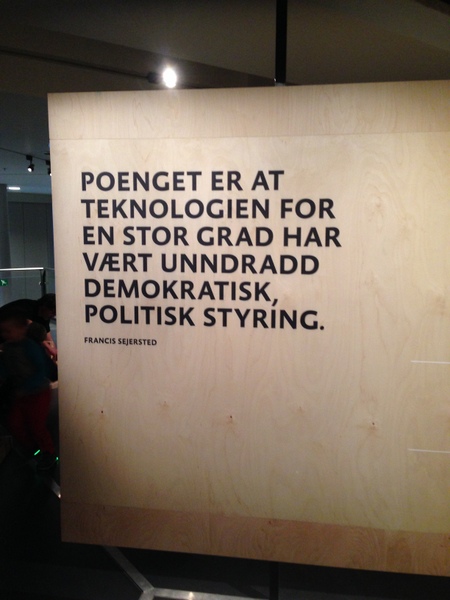 POENGET ER AT
TEKNOLOGIEN FOR
EN STOR GRAD HAR
VÆRT UNNDRADD
DEMOKRATISK,
POLITISK STYRING.
FRANCIS SEJERSTED